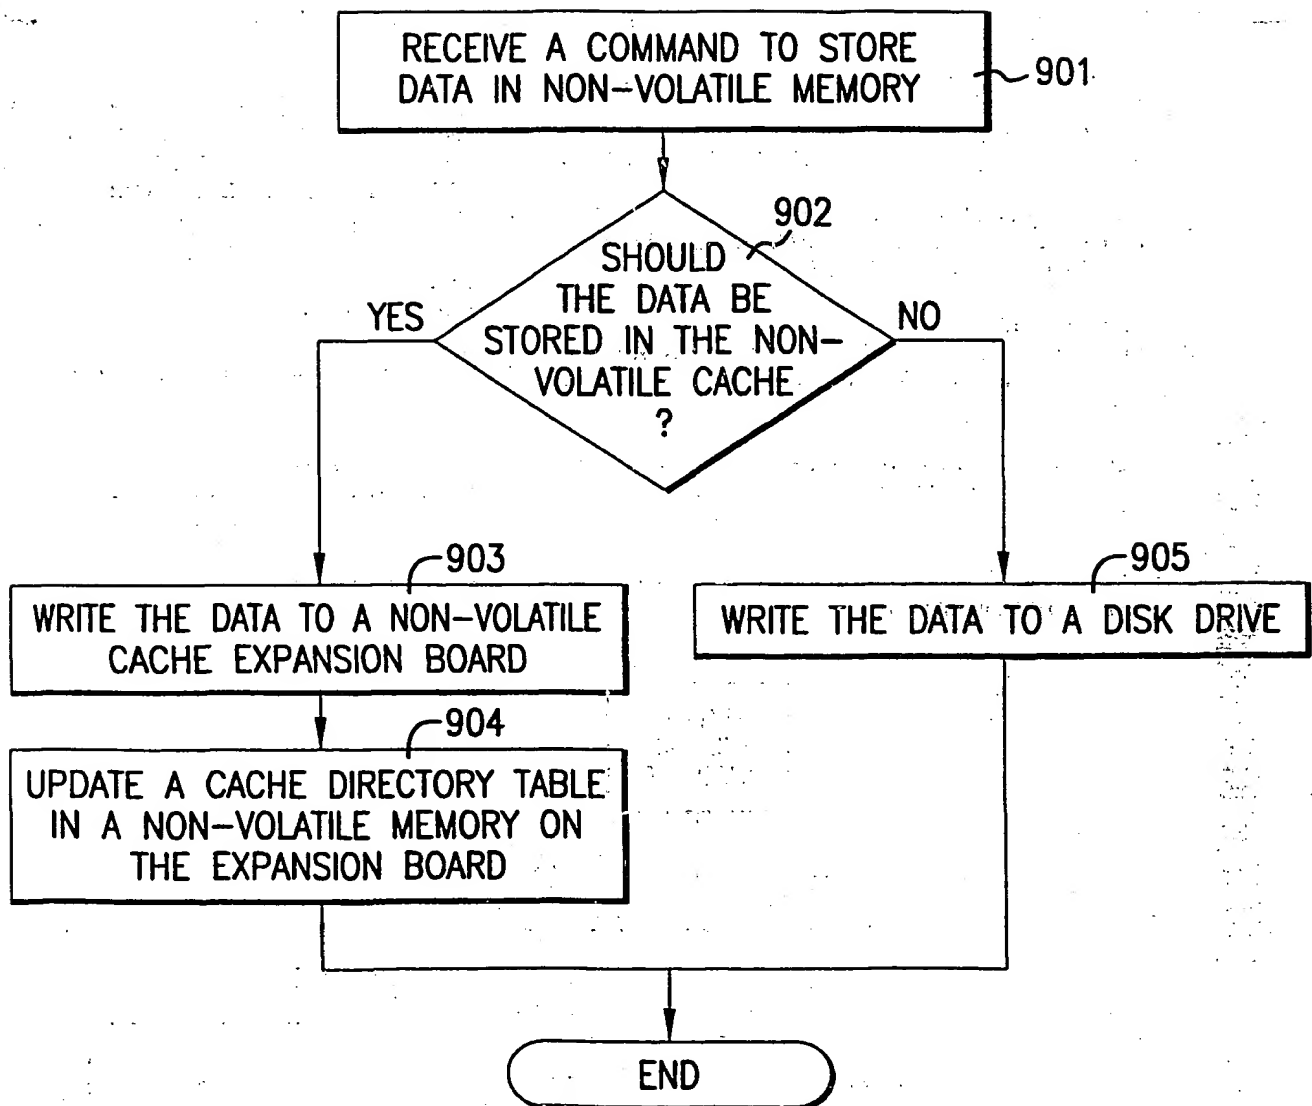 RECEIVE A COMMAND TO STORE
DATA IN NON-VOLATILE MEMORY
901
902
SHOULD
THE DATA BE
STORED IN THE NON-
VOLATILE CACHE
?
YES
NO
903
WRITE THE DATA TO A NON-VOLATILE
CACHE EXPANSION BOARD
904
UPDATE A CACHE DIRECTORY TABLE
IN A NON-VOLATILE MEMORY ON
THE EXPANSION BOARD
905
WRITE THE DATA TO A DISK DRIVE
END